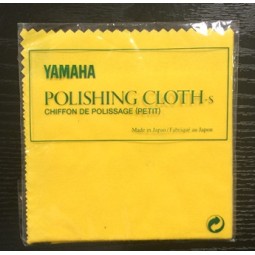 YAMAHA
POLISHING CLOTH-S
CHIFFON DE POLISSAGE (PETIT)
Made in Japan/Fabriqué au Japon